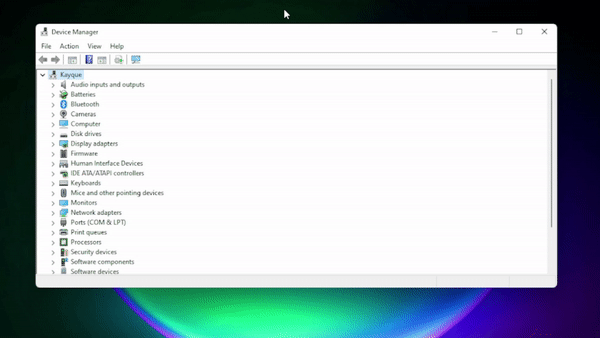 Device Manager
File Action View Help
Kayque
Audio inputs and outputs
Batteries
Bluetooth
Cameras
Computer
Disk drives
Display adapters
Firmware
Human Interface Devices
IDE ATA/ATAPI controllers
Keyboards
Mice and other pointing devices
Monitors
Network adapters
Ports (COM & LPT)
Print queues
Processors
Security devices
Software components
Software devices